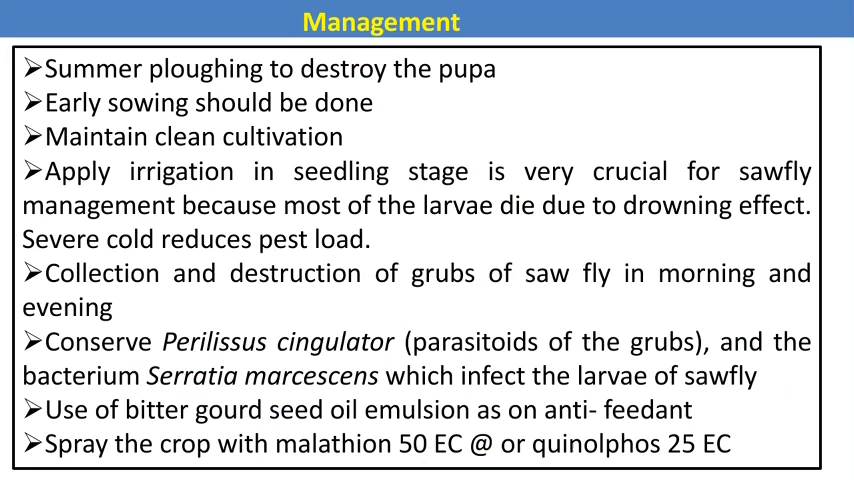 Management
➢Summer ploughing to destroy the pupa
➢Early sowing should be done
➢Maintain clean cultivation
➢Apply irrigation in seedling stage is very crucial for sawfly
management because most of the larvae die due to drowning effect.
Severe cold reduces pest load.
➢Collection and destruction of grubs of saw fly in morning and
evening
➢Conserve Perilissus cingulator (parasitoids of the grubs), and the
bacterium Serratia marcescens which infect the larvae of sawfly
➢Use of bitter gourd seed oil emulsion as on anti- feedant
➢Spray the crop with malathion 50 EC @ or quinolphos 25 EC